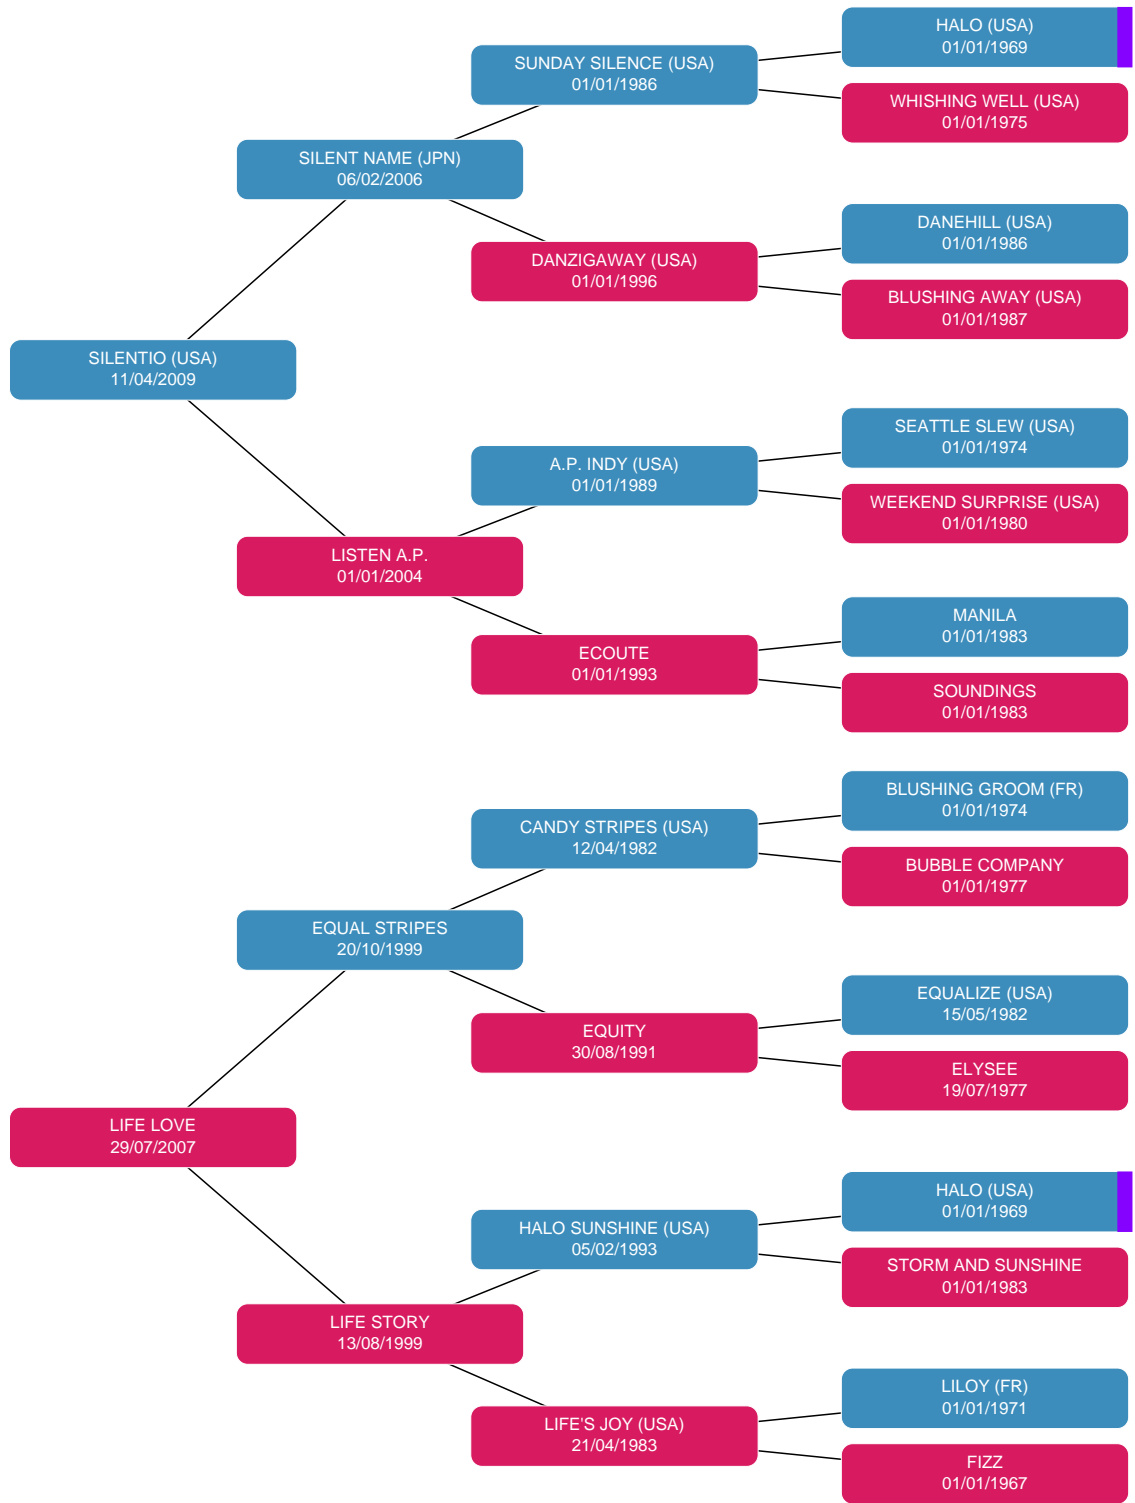 HALO (USA)
01/01/1969
SUNDAY SILENCE (USA)
01/01/1986
WHISHING WELL (USA)
01/01/1975
SILENT NAME (JPN)
06/02/2006
DANEHILL (USA)
01/01/1986
DANZIGAWAY (USA)
01/01/1996
BLUSHING AWAY (USA)
01/01/1987
SILENTIO (USA)
11/04/2009
SEATTLE SLEW (USA)
01/01/1974
A.P. INDY (USA)
01/01/1989
WEEKEND SURPRISE (USA)
01/01/1980
LISTEN A.P.
01/01/2004
MANILA
01/01/1983
ECOUTE
01/01/1993
SOUNDINGS
01/01/1983
BLUSHING GROOM (FR)
01/01/1974
CANDY STRIPES (USA)
12/04/1982
BUBBLE COMPANY
01/01/1977
EQUAL STRIPES
20/10/1999
EQUALIZE (USA)
15/05/1982
EQUITY
30/08/1991
ELYSEE
19/07/1977
LIFE LOVE
29/07/2007
HALO (USA)
01/01/1969
HALO SUNSHINE (USA)
05/02/1993
STORM AND SUNSHINE
01/01/1983
LIFE STORY
13/08/1999
LILOY (FR)
01/01/1971
LIFE'S JOY (USA)
21/04/1983
FIZZ
01/01/1967